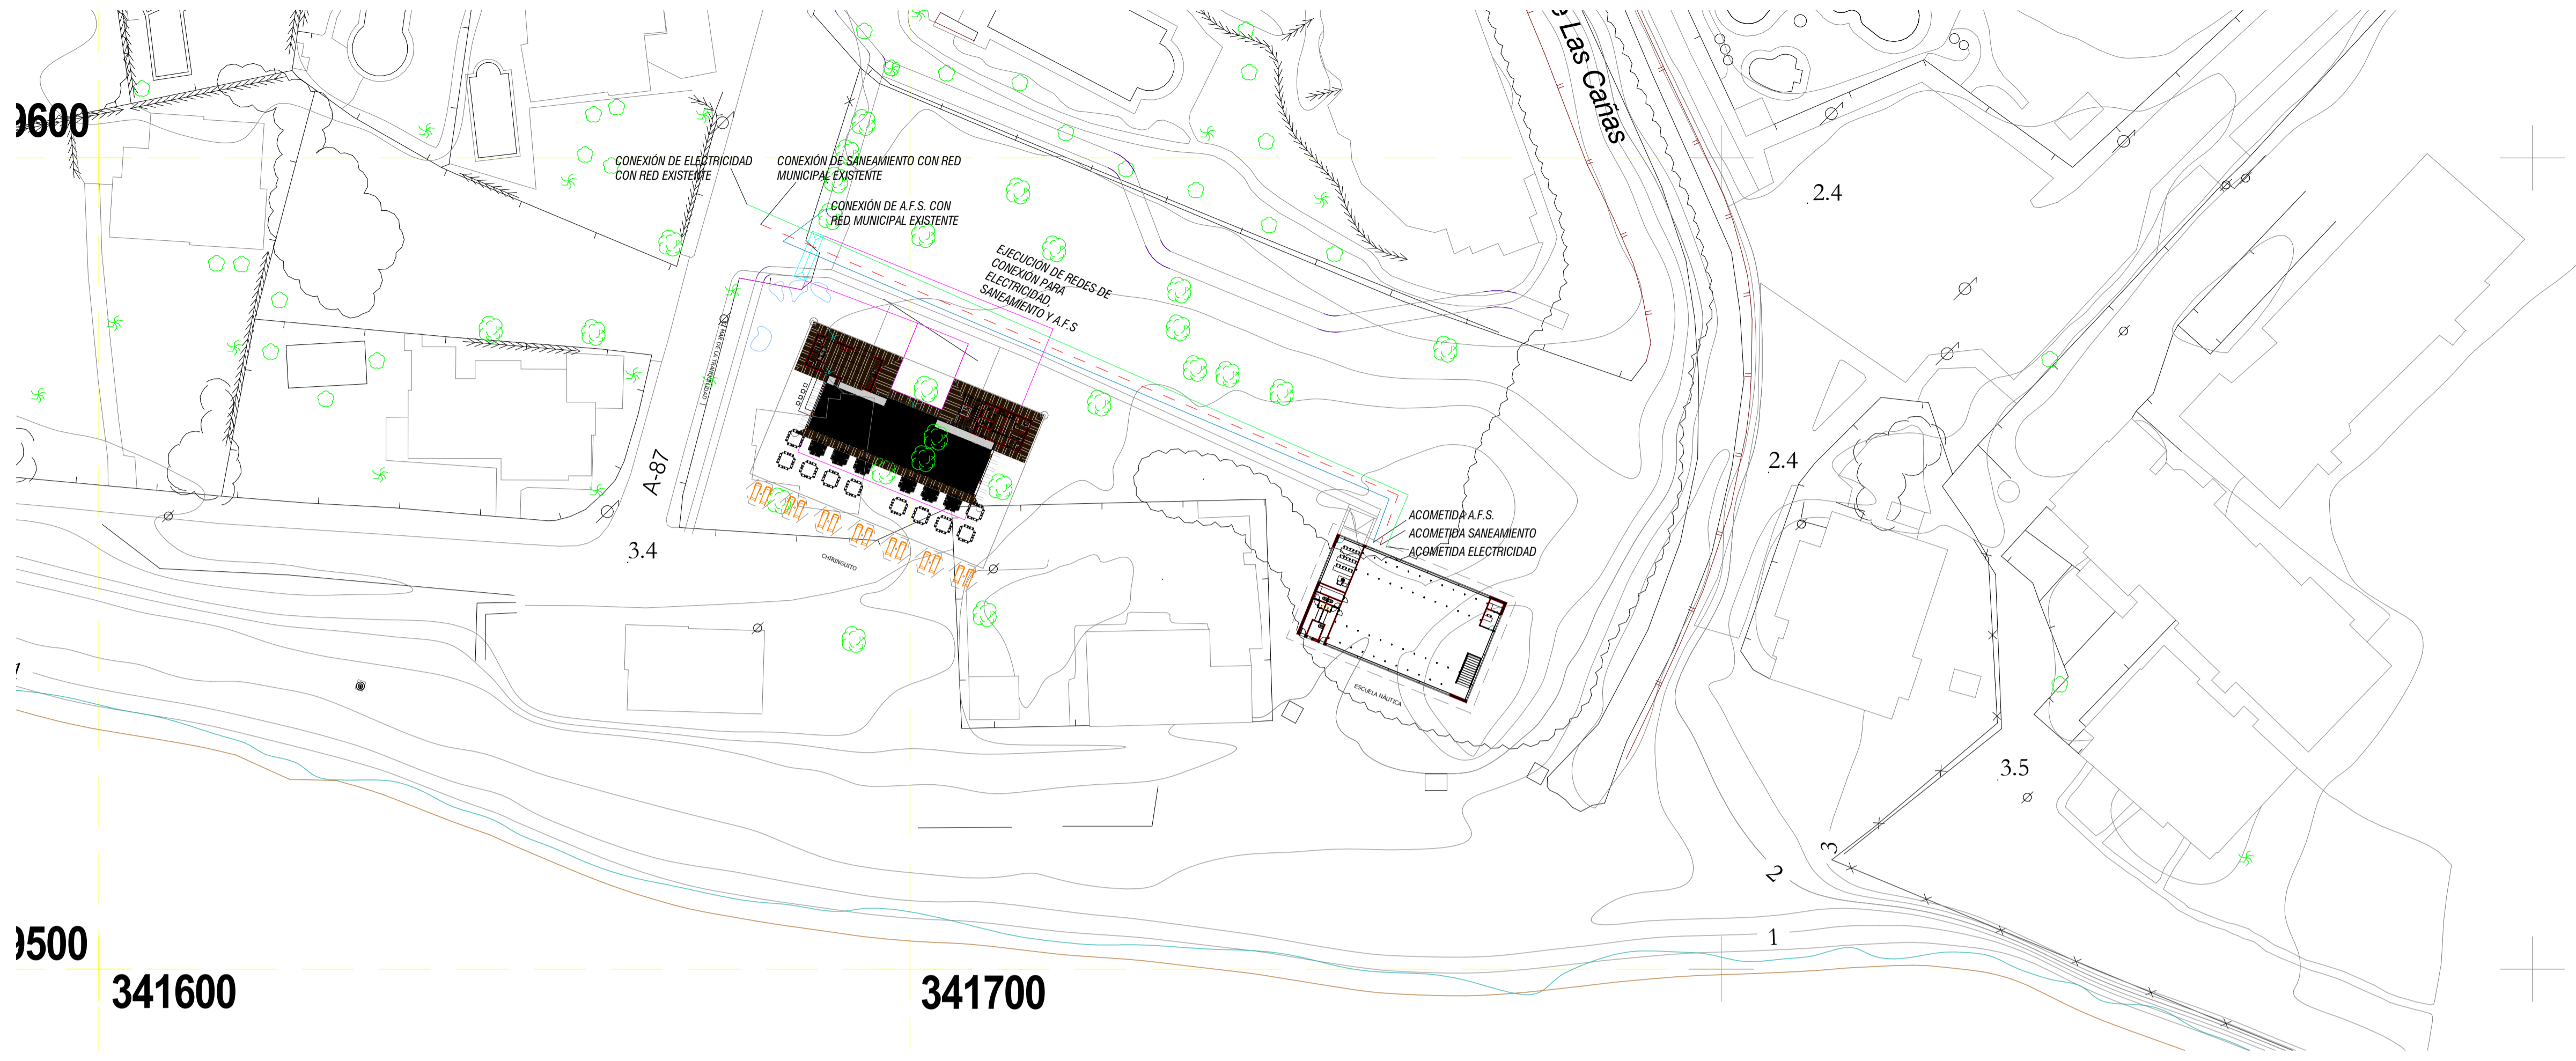 e Las Cañas
9600
CONEXIÓN DE ELECTRICIDAD
CON RED EXISTENTE
CONEXIÓN DE SANEAMIENTO CON RED
MUNICIPAL EXISTENTE
CONEXIÓN DE A.F.S. CON
RED MUNICIPAL EXISTENTE
2.4
EJECUCIÓN DE REDES DE
CONEXIÓN PARA
ELECTRICIDAD,
SANEAMIENTO Y A.F.S
A-87
2.4
ACOMETIDA A.F.S.
ACOMETIDA SANEAMIENTO
ACOMETIDA ELECTRICIDAD
3.4
CHIRINGUITO
1
ESCUELA NÁUTICA
3.5
3
2
1
9500
341600
341700